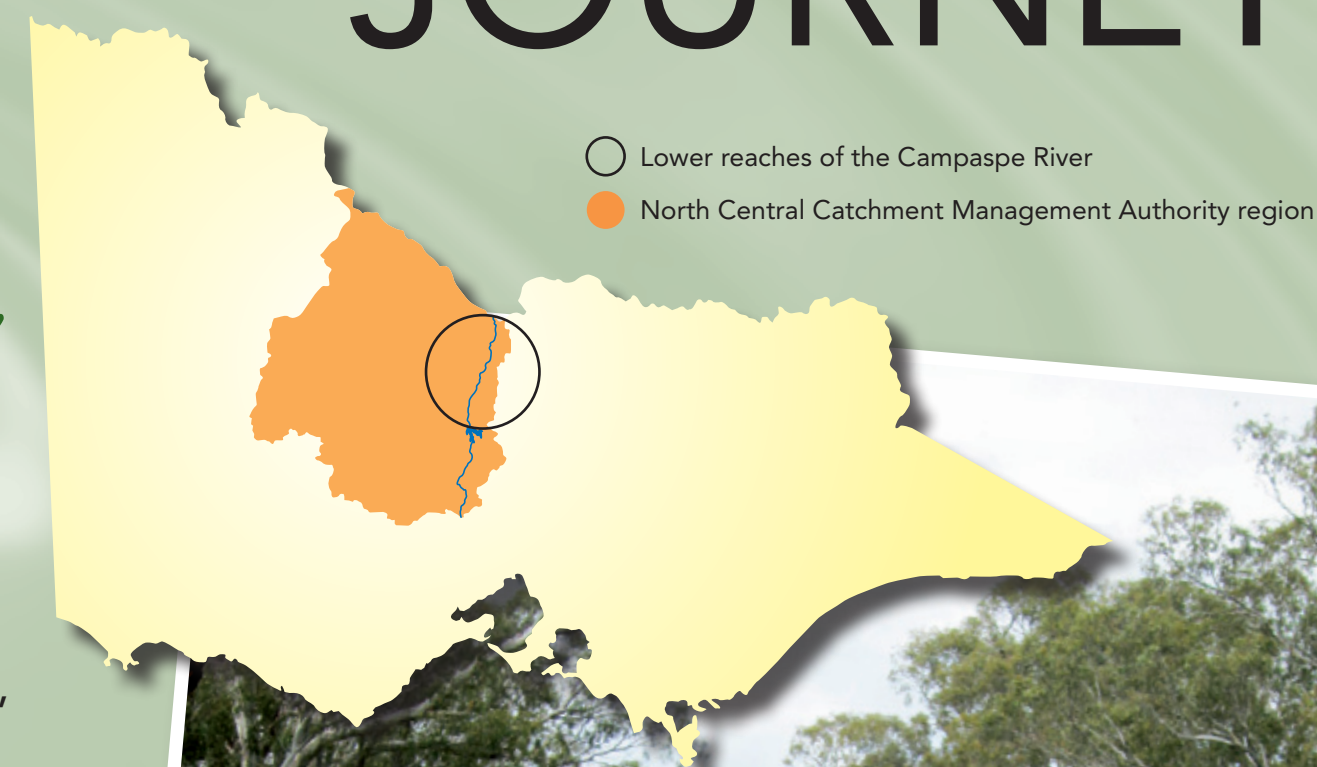 JOURNEY
Lower reaches of the Campaspe River
North Central Catchment Management Authority region